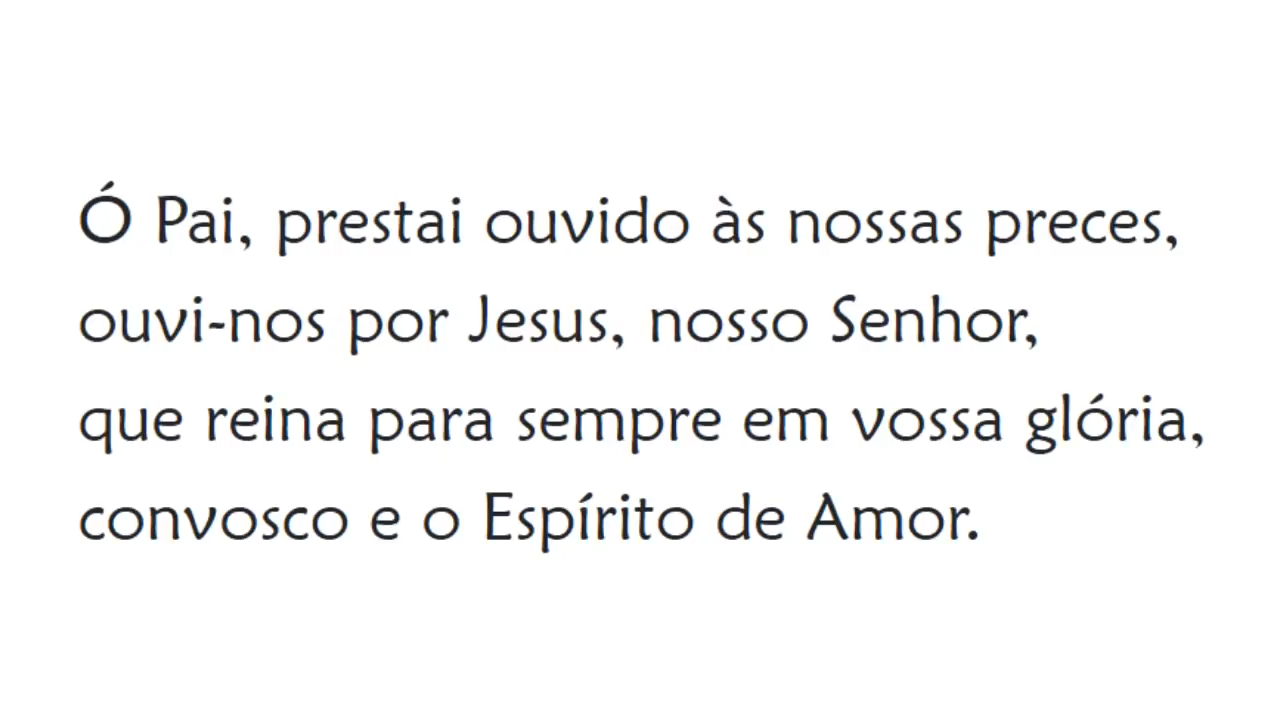 Ó Pai, prestai ouvido às nossas preces,
ouvi-nos por Jesus, nosso Senhor,
que reina para sempre em vossa glória,
convosco e o Espírito de Amor.